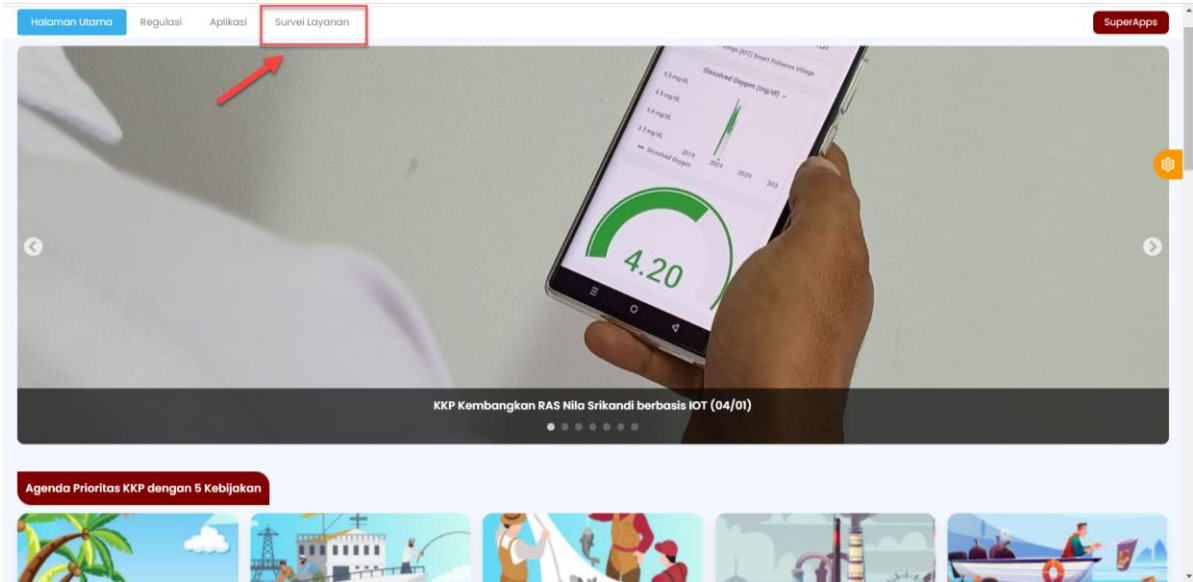 Halaman Utama
Regulasi
Aplikasi
Survei Layanan
SuperApps
Dissolved Oxygen (mg/dl)
5.0 mg/dL
4.5 mg/dL
4.0 mg/dL
3.5 mg/dL
2019
2024
2029
203
Dissolved Oxygen
4.20
KKP Kembangkan RAS Nila Srikandi berbasis IOT (04/01)
Agenda Prioritas KKP dengan 5 Kebijakan